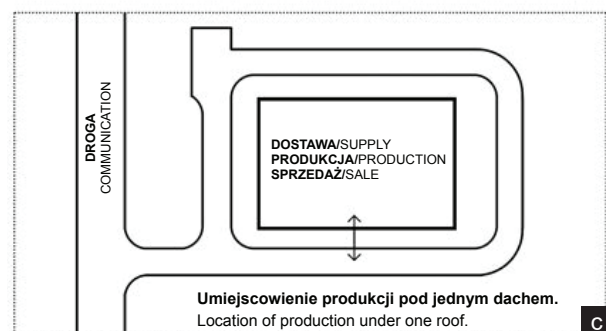 DROGA
COMMUNICATION
DOSTAWA/SUPPLY
PRODUKCJA/PRODUCTION
SPRZEDAŻ/SALE
Umiejscowienie produkcji pod jednym dachem.
Location of production under one roof.
C